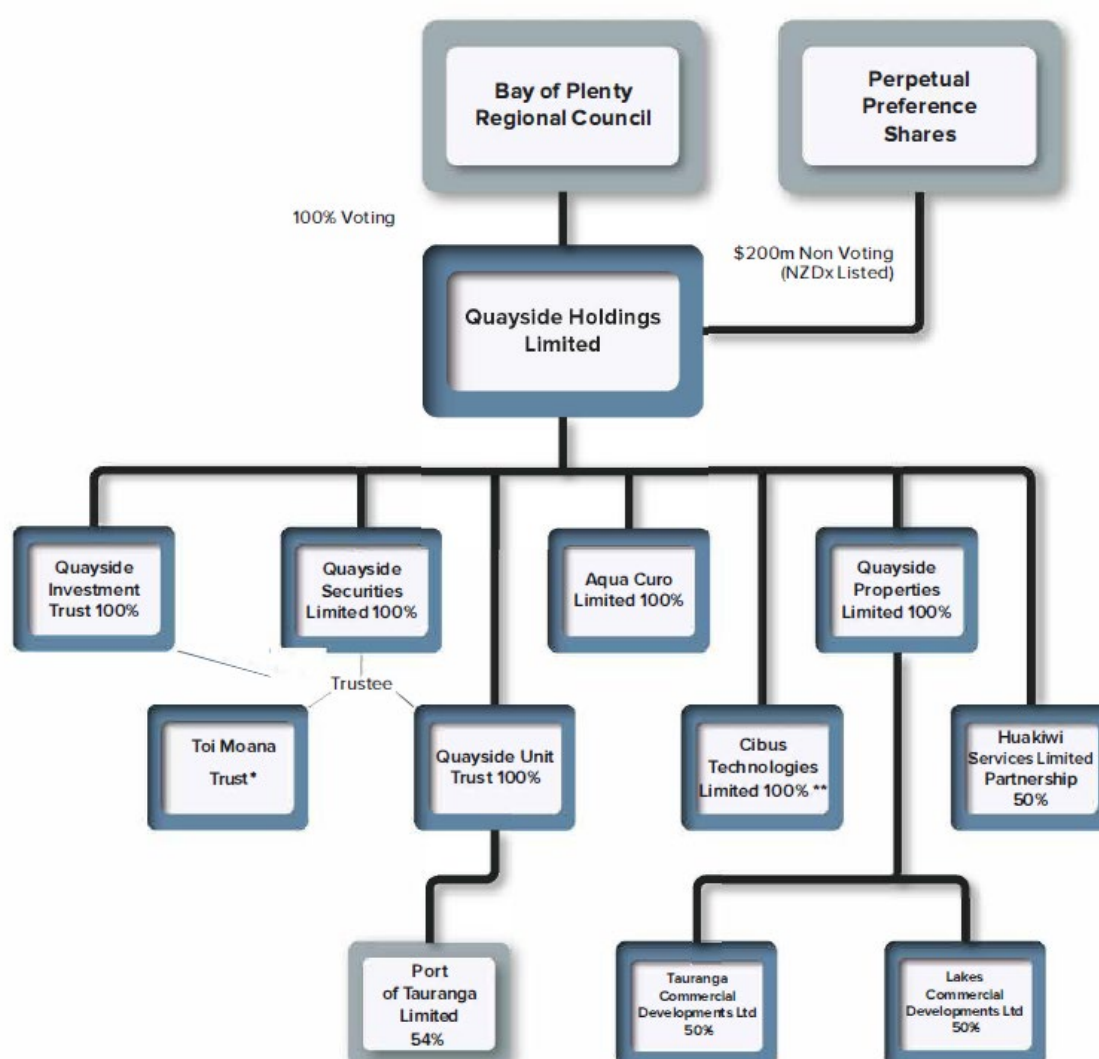 Bay of Plenty
Regional Council
Perpetual
Preference
Shares
100% Voting
$200m Non Voting
(NZDx Listed)
Quayside Holdings
Limited
Quayside
Investment
Trust 100%
Quayside
Securities
Limited 100%
Aqua Curo
Limited 100%
Quayside
Properties
Limited 100%
Trustee
Toi Moana
Trust*
Quayside Unit
Trust 100%
Cibus
Technologies
Limited 100% **
Huakiwi
Services Limited
Partnership
50%
Port
of Tauranga
Limited
54%
Tauranga
Commercial
Developments Ltd
50%
Lakes
Commercial
Developments Ltd
50%